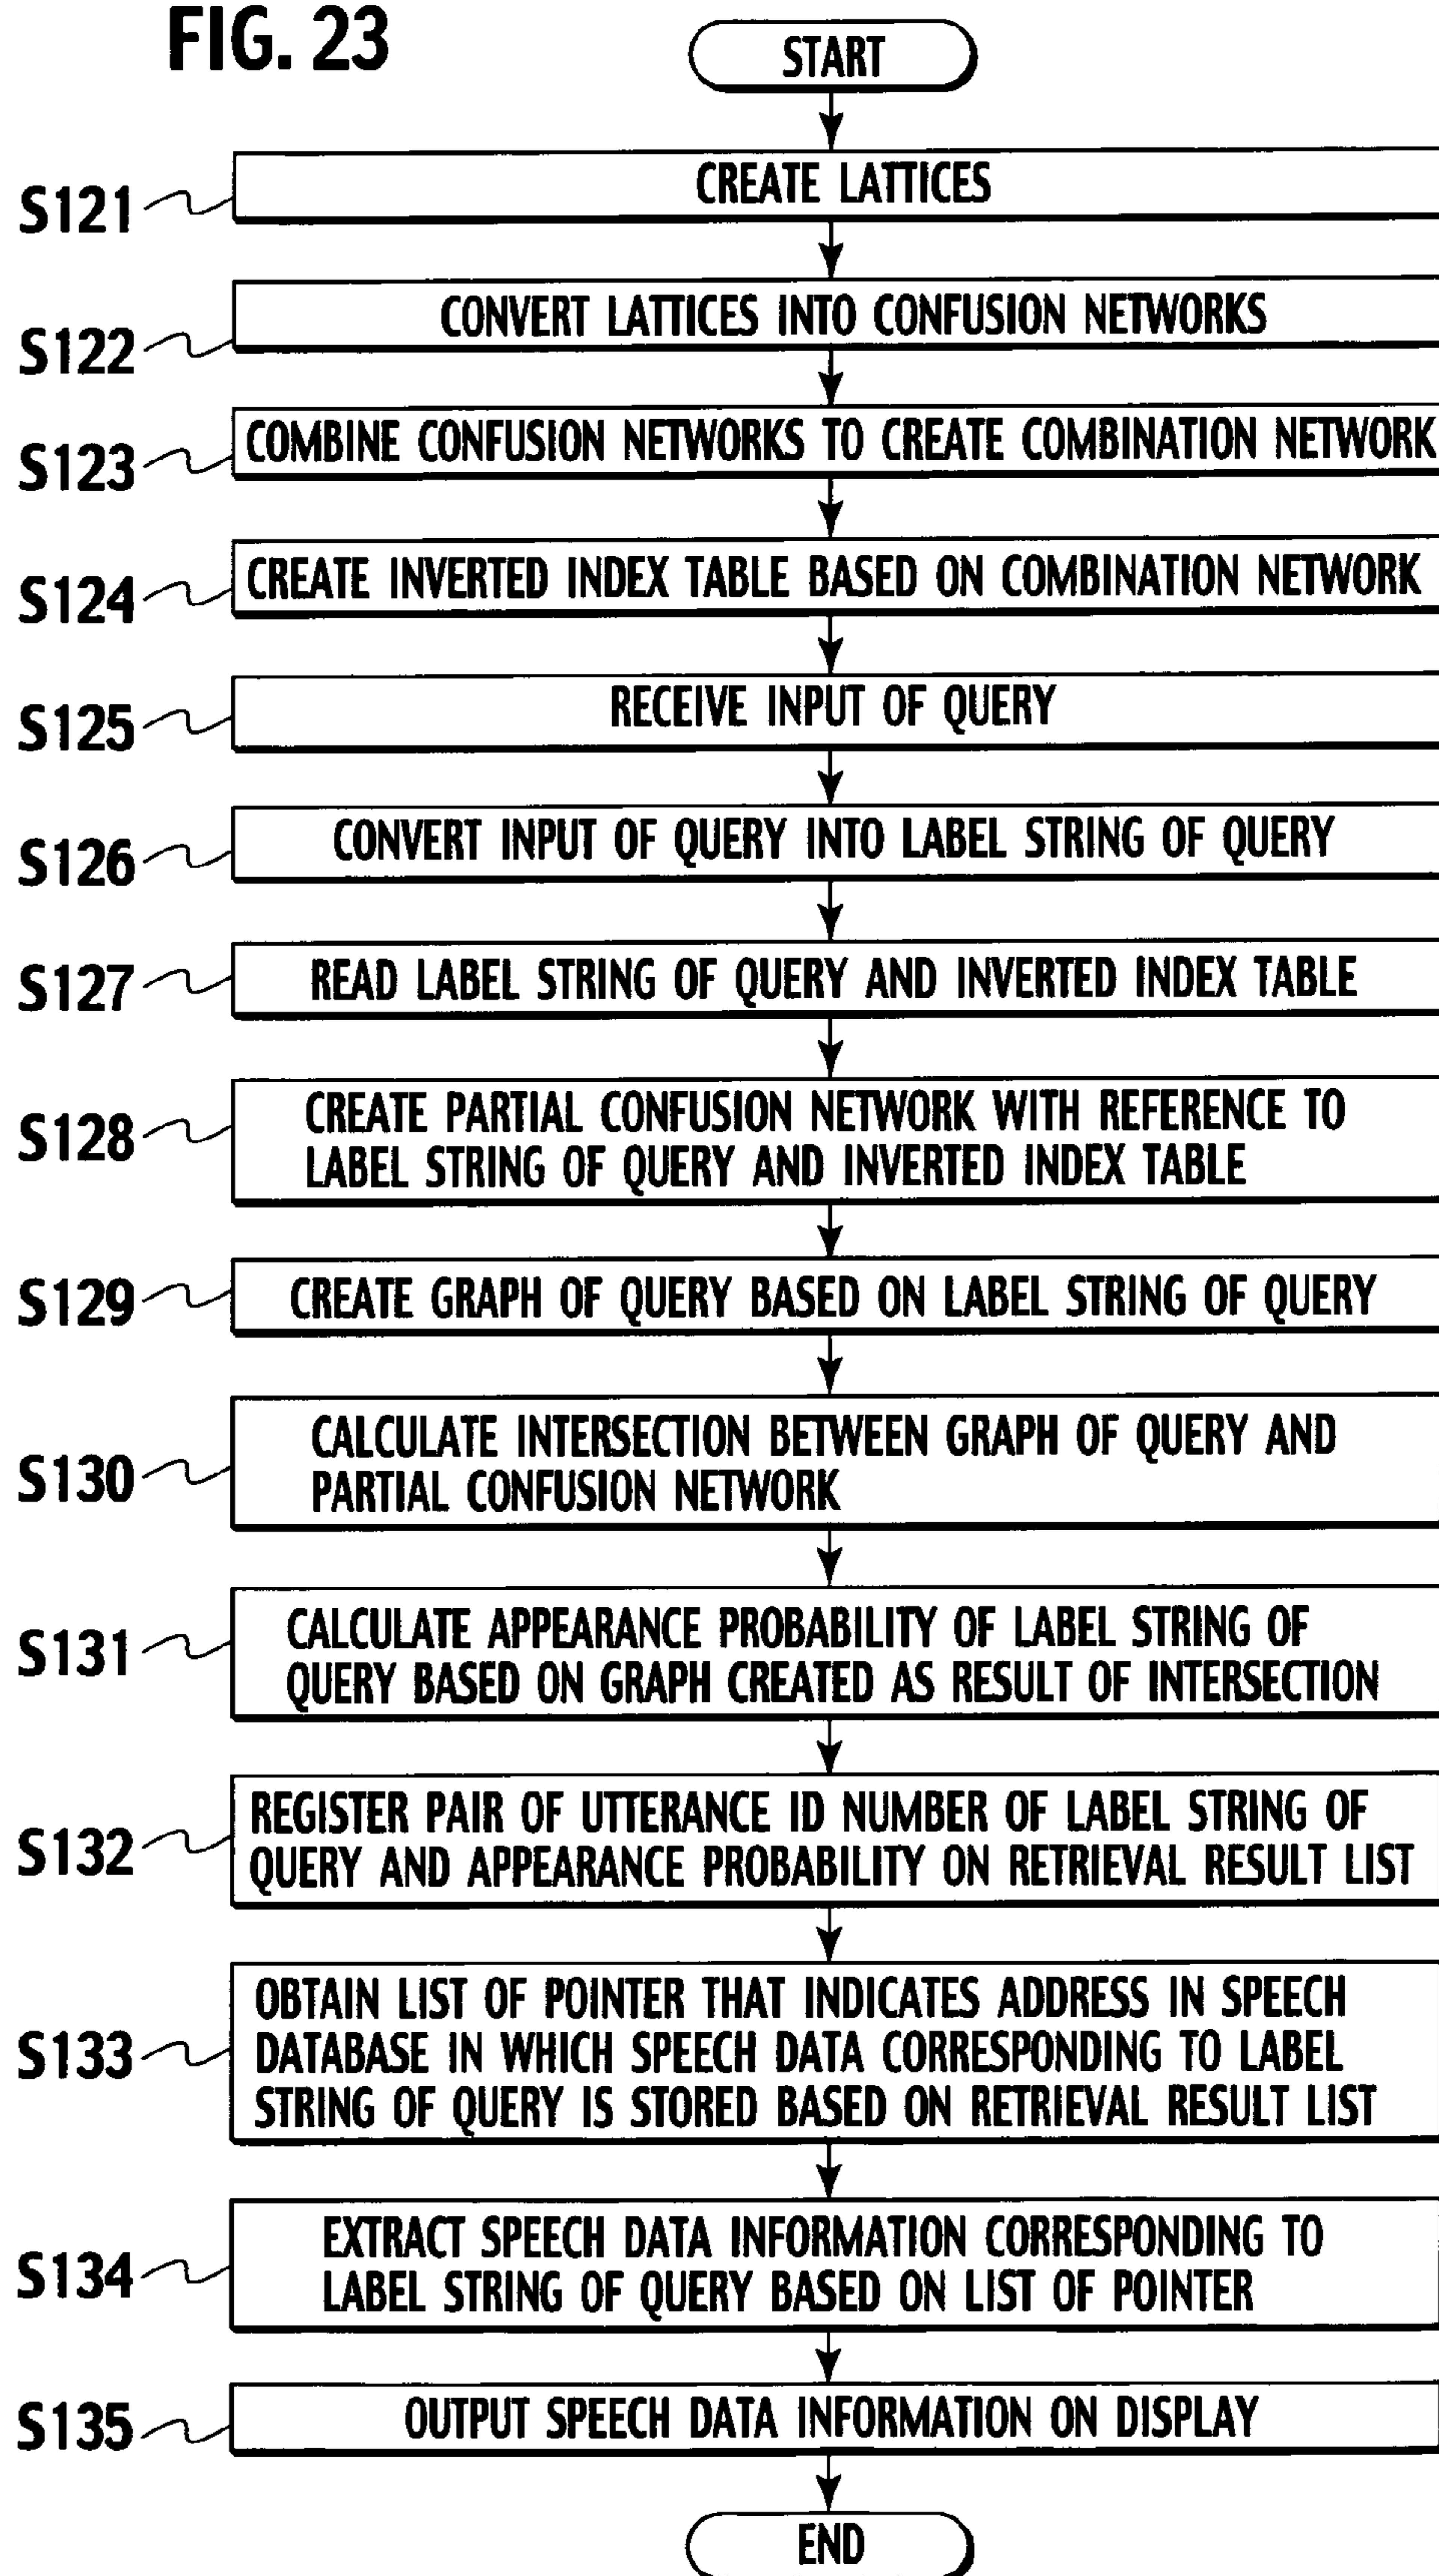 FIG. 23
START
S121
CREATE LATTICES
S122
CONVERT LATTICES INTO CONFUSION NETWORKS
S123
COMBINE CONFUSION NETWORKS TO CREATE COMBINATION NETWORK
S124
CREATE INVERTED INDEX TABLE BASED ON COMBINATION NETWORK
S125
RECEIVE INPUT OF QUERY
S126
CONVERT INPUT OF QUERY INTO LABEL STRING OF QUERY
S127
READ LABEL STRING OF QUERY AND INVERTED INDEX TABLE
S128
CREATE PARTIAL CONFUSION NETWORK WITH REFERENCE TO
LABEL STRING OF QUERY AND INVERTED INDEX TABLE
S129
CREATE GRAPH OF QUERY BASED ON LABEL STRING OF QUERY
S130
CALCULATE INTERSECTION BETWEEN GRAPH OF QUERY AND
PARTIAL CONFUSION NETWORK
S131
CALCULATE APPEARANCE PROBABILITY OF LABEL STRING OF
QUERY BASED ON GRAPH CREATED AS RESULT OF INTERSECTION
S132
REGISTER PAIR OF UTTERANCE ID NUMBER OF LABEL STRING OF
QUERY AND APPEARANCE PROBABILITY ON RETRIEVAL RESULT LIST
S133
OBTAIN LIST OF POINTER THAT INDICATES ADDRESS IN SPEECH
DATABASE IN WHICH SPEECH DATA CORRESPONDING TO LABEL
STRING OF QUERY IS STORED BASED ON RETRIEVAL RESULT LIST
S134
EXTRACT SPEECH DATA INFORMATION CORRESPONDING TO
LABEL STRING OF QUERY BASED ON LIST OF POINTER
S135
OUTPUT SPEECH DATA INFORMATION ON DISPLAY
END